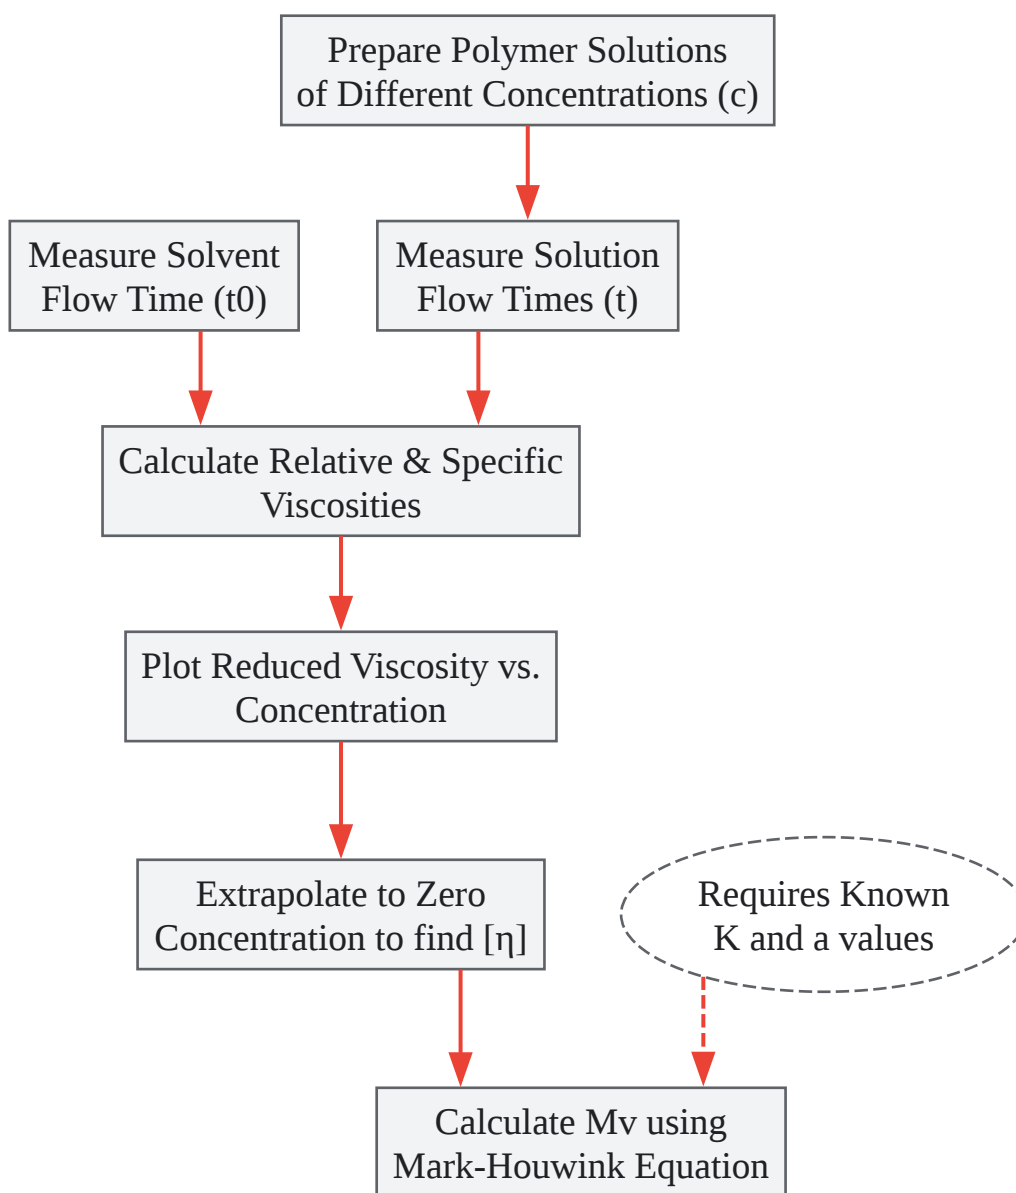 Prepare Polymer Solutions
of Different Concentrations (c)
Measure Solvent
Flow Time (t0)
Measure Solution
Flow Times (t)
Calculate Relative & Specific
Viscosities
Plot Reduced Viscosity vs.
Concentration
Extrapolate to Zero
Concentration to find [η]
Requires Known
K and a values
Calculate Mv using
Mark-Houwink Equation